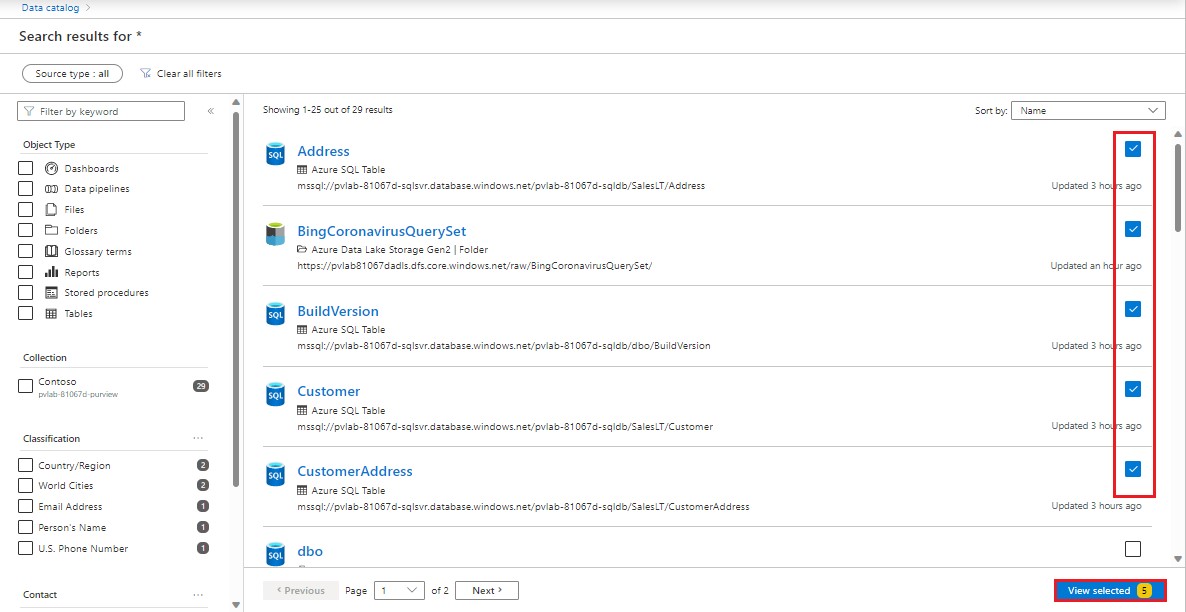 Data catalog
Search results for *
Source type : all
Clear all filters
Filter by keyword
Object Type
Dashboards
Data pipelines
Files
Folders
Glossary terms
Reports
Stored procedures
Tables
Collection
Contoso 29
pvlab-81067d-purview
Classification ...
Country/Region 2
World Cities 2
Email Address 1
Person's Name 1
U.S. Phone Number 1
Contact ...
Showing 1-25 out of 29 results
Sort by: Name
SQL
Address
Azure SQL Table
mssql://pvlab-81067d-sqlsvr.database.windows.net/pvlab-81067d-sqldb/SalesLT/Address
Updated 3 hours ago
BingCoronavirusQuerySet
Azure Data Lake Storage Gen2 | Folder
https://pvlab81067dadls.dfs.core.windows.net/raw/BingCoronavirusQuerySet/
Updated an hour ago
SQL
BuildVersion
Azure SQL Table
mssql://pvlab-81067d-sqlsvr.database.windows.net/pvlab-81067d-sqldb/dbo/BuildVersion
Updated 3 hours ago
SQL
Customer
Azure SQL Table
mssql://pvlab-81067d-sqlsvr.database.windows.net/pvlab-81067d-sqldb/SalesLT/Customer
Updated 3 hours ago
SQL
CustomerAddress
Azure SQL Table
mssql://pvlab-81067d-sqlsvr.database.windows.net/pvlab-81067d-sqldb/SalesLT/CustomerAddress
Updated 3 hours ago
SQL
dbo
Previous Page 1 of 2 Next
View selected 5